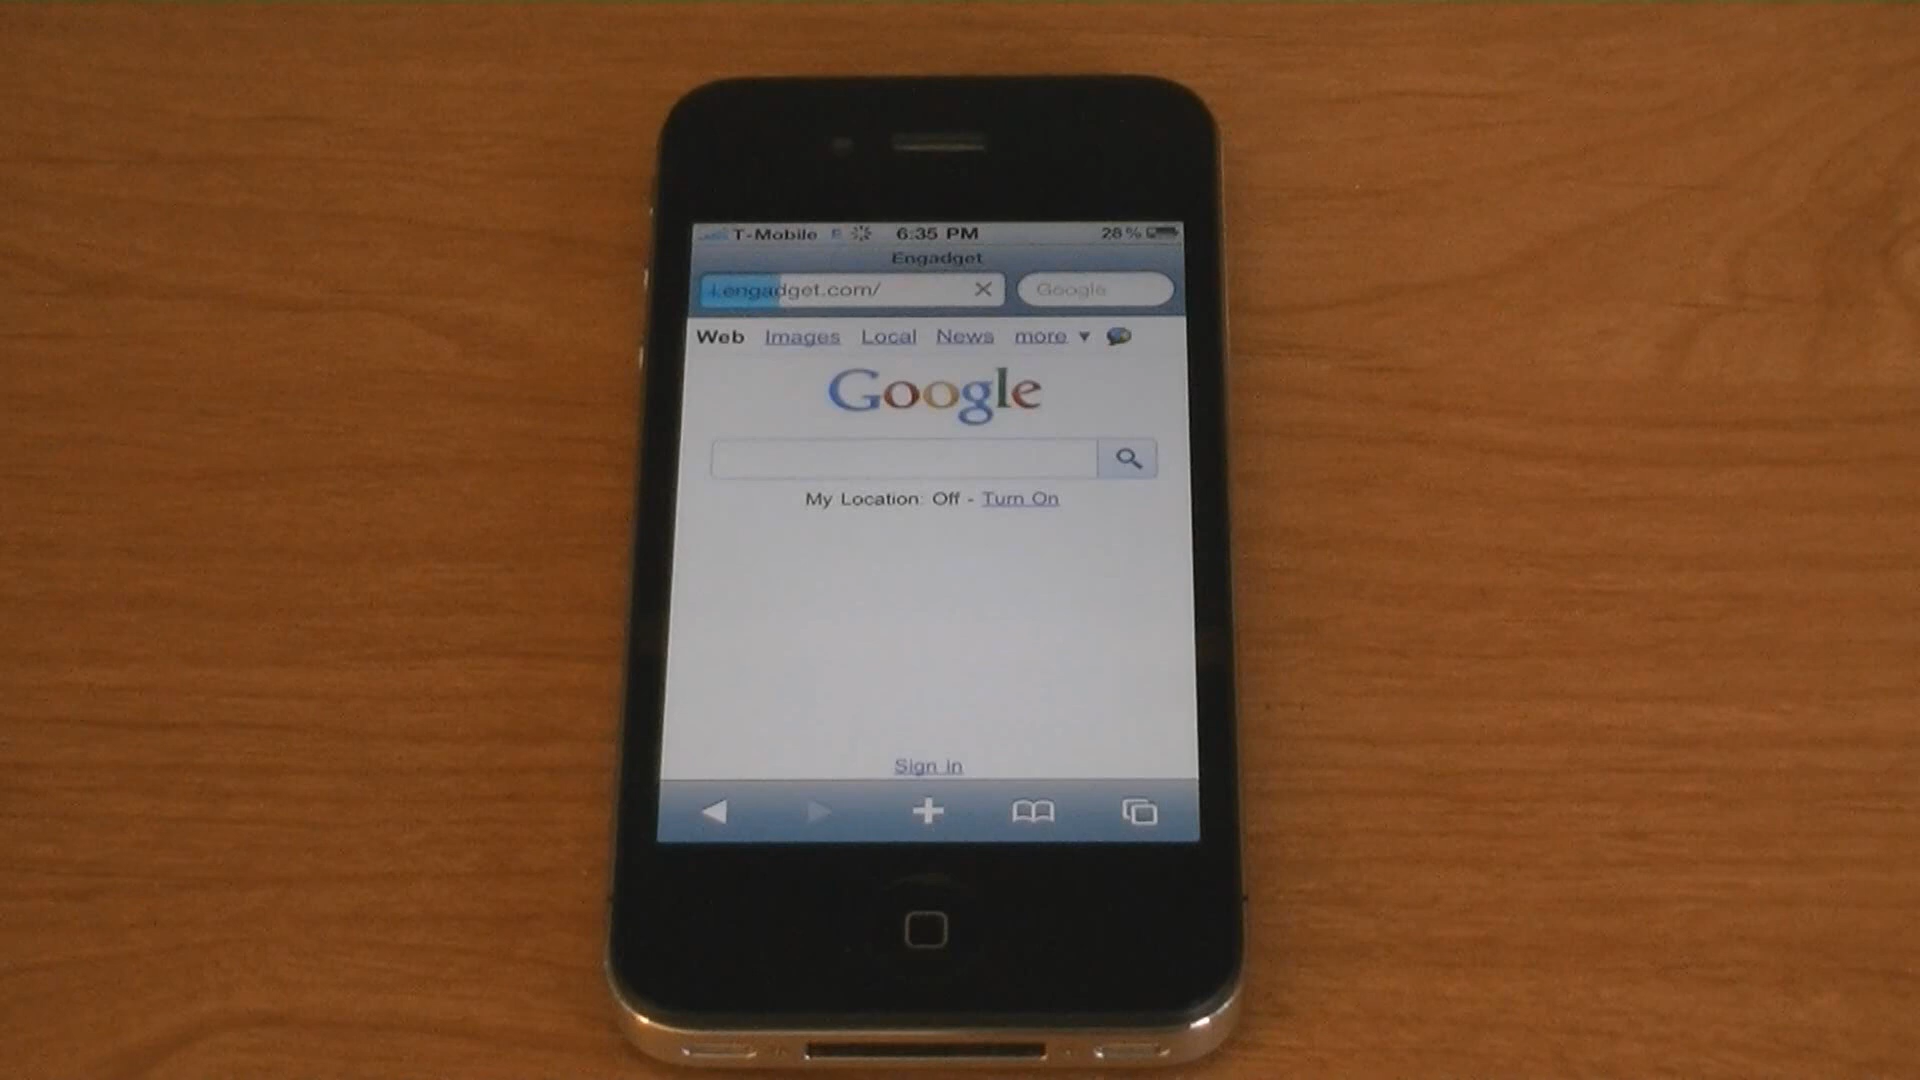 T-Mobile E 6:35 PM 28%
Engadget
i.engadget.com/ Google
Web Images Local News more ▼
Google
My Location: Off - Turn On
Sign in